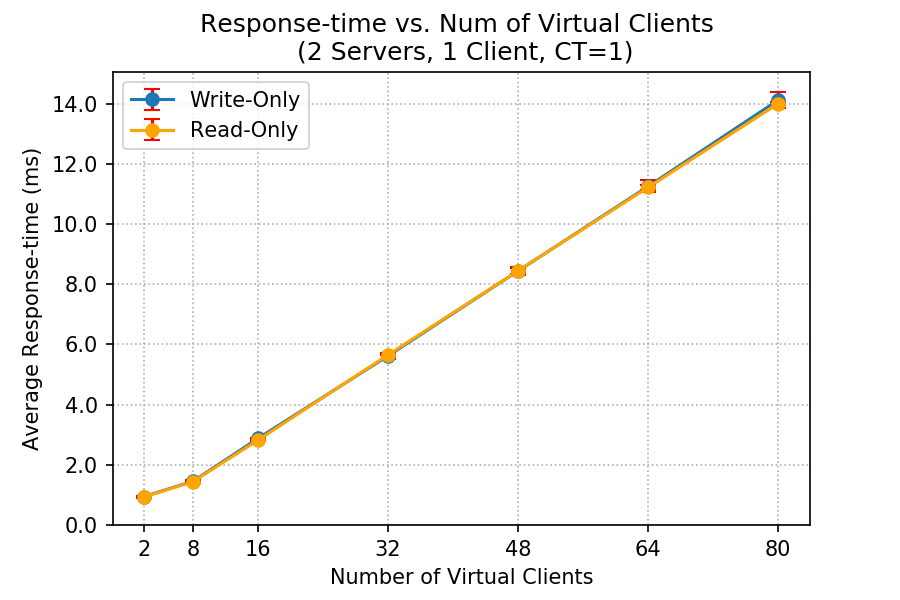 Response-time vs. Num of Virtual Clients
(2 Servers, 1 Client, CT=1)
Write-Only
Read-Only
Average Response-time (ms)
14.0
12.0
10.0
8.0
6.0
4.0
2.0
0.0
2 8 16 32 48 64 80
Number of Virtual Clients